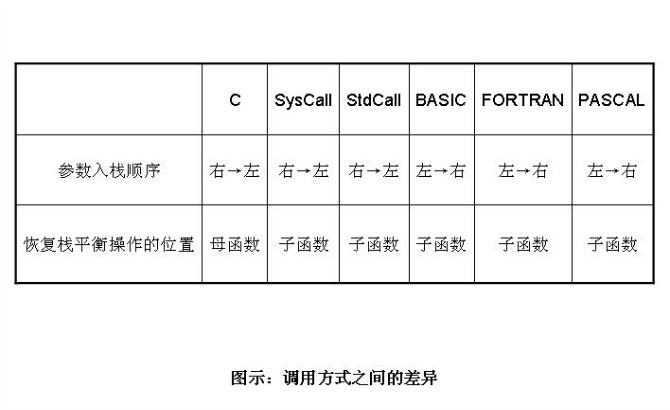 C SysCall StdCall BASIC FORTRAN PASCAL
参数入栈顺序 右→左 右→左 右→左 左→右 左→右 左→右
恢复栈平衡操作的位置 母函数 子函数 子函数 子函数 子函数 子函数
图示：调用方式之间的差异